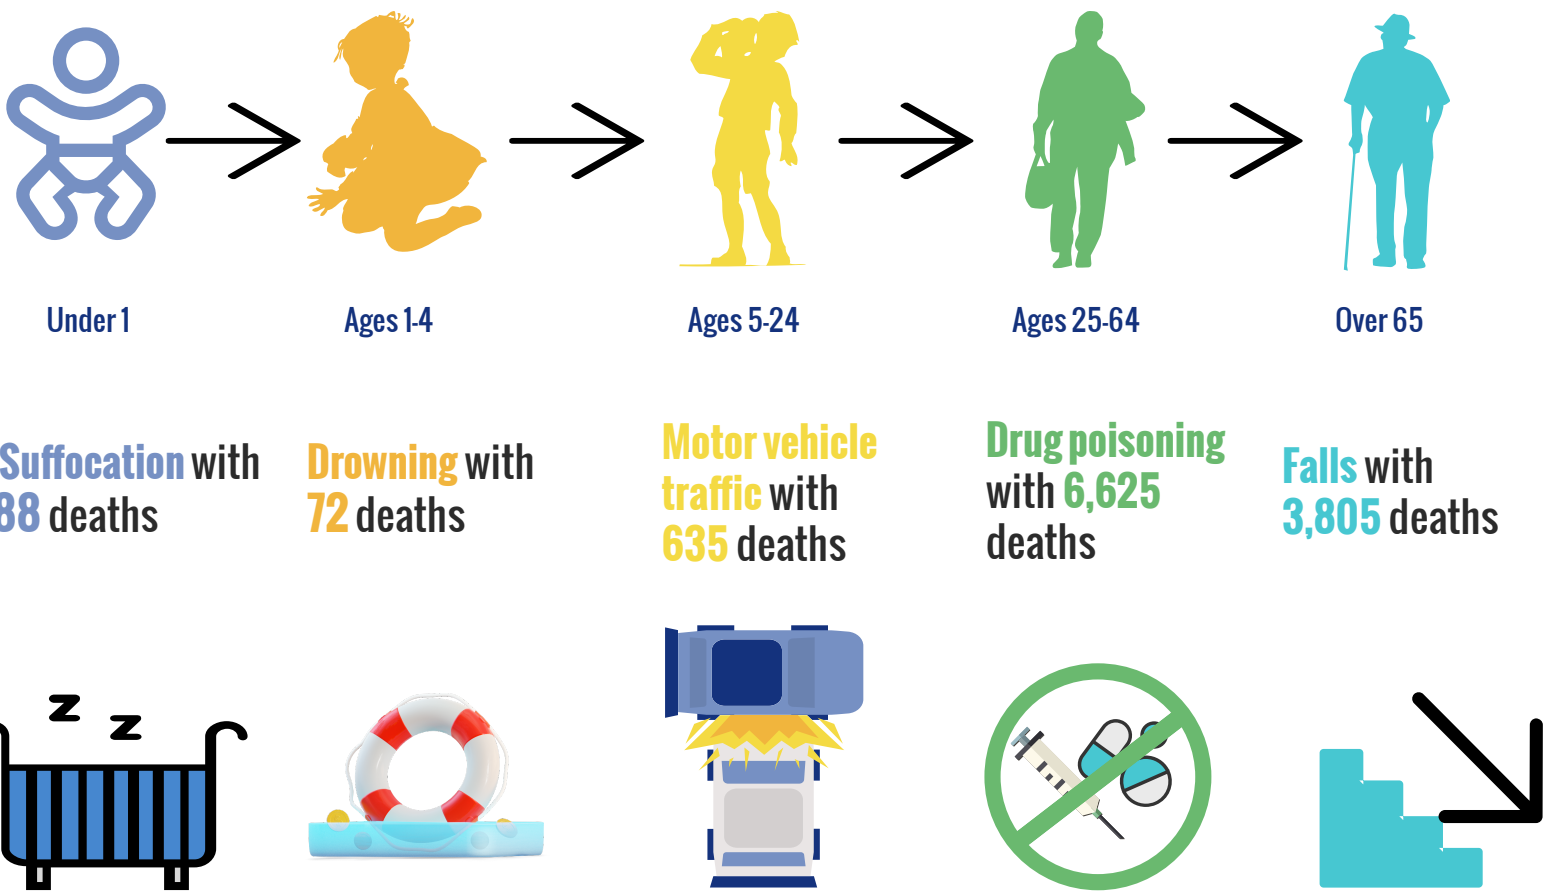 Under 1
Ages 1-4
Ages 5-24
Ages 25-64
Over 65
Suffocation with
88 deaths
Drowning with
72 deaths
Motor vehicle
traffic with
635 deaths
Drug poisoning
with 6,625
deaths
Falls with
3,805 deaths
z
z